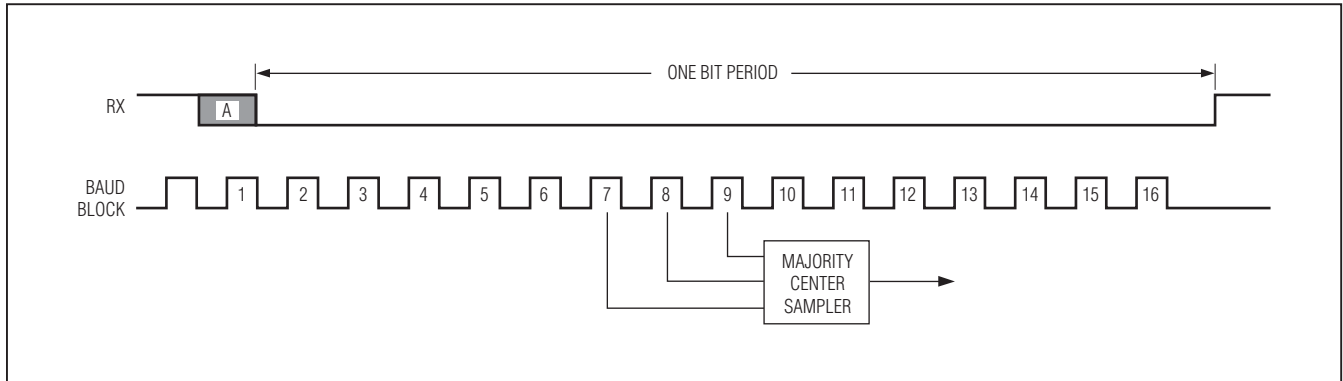 ONE BIT PERIOD
RX
A
BAUD
BLOCK
1 2 3 4 5 6 7 8 9 10 11 12 13 14 15 16
MAJORITY
CENTER
SAMPLER